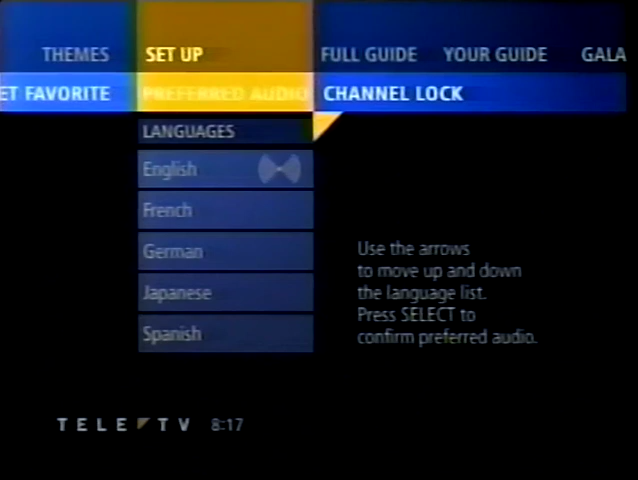 THEMES
SET UP
FULL GUIDE
YOUR GUIDE
GALA
ET FAVORITE
PREFERRED AUDIO
CHANNEL LOCK
LANGUAGES
English
French
German
Japanese
Spanish
Use the arrows
to move up and down
the language list.
Press SELECT to
confirm preferred audio.
TELE TV 8:17